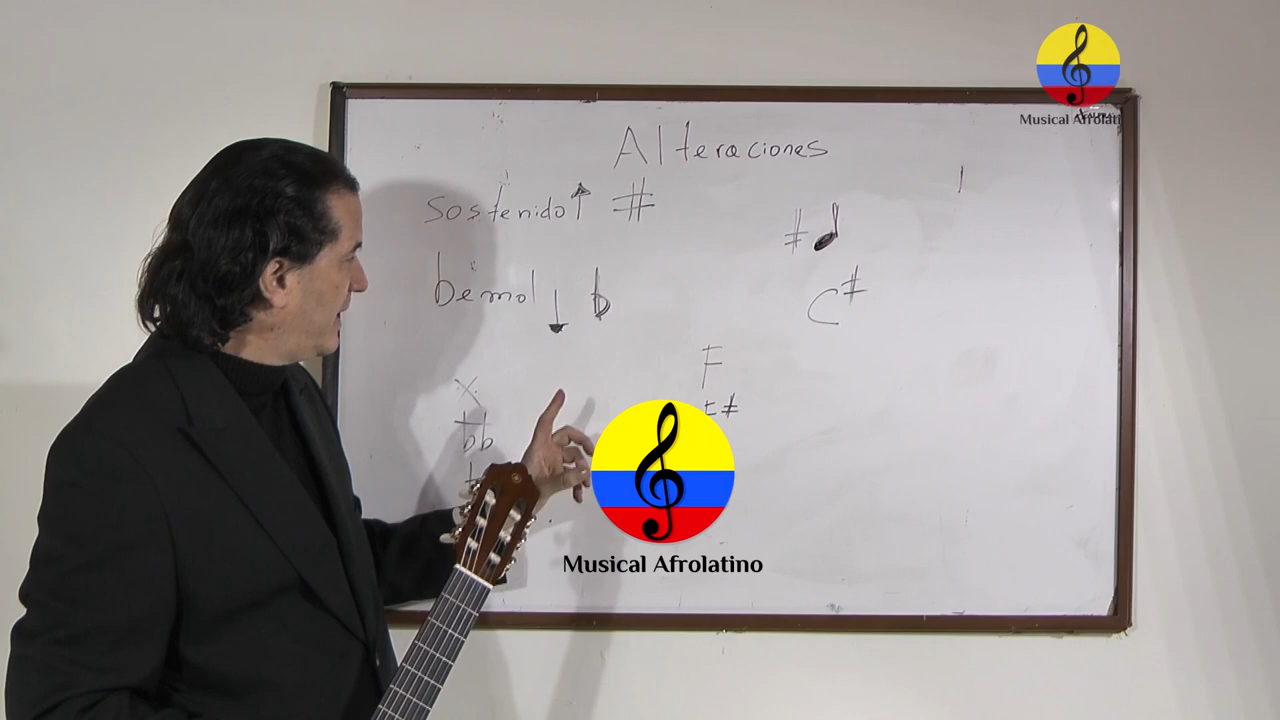 Alteraciones
Sostenido ↑ #
bemol ↓ b
x
bb
# ♩
C#
F
E#
Musical Afrolatino
Musical Afrolati